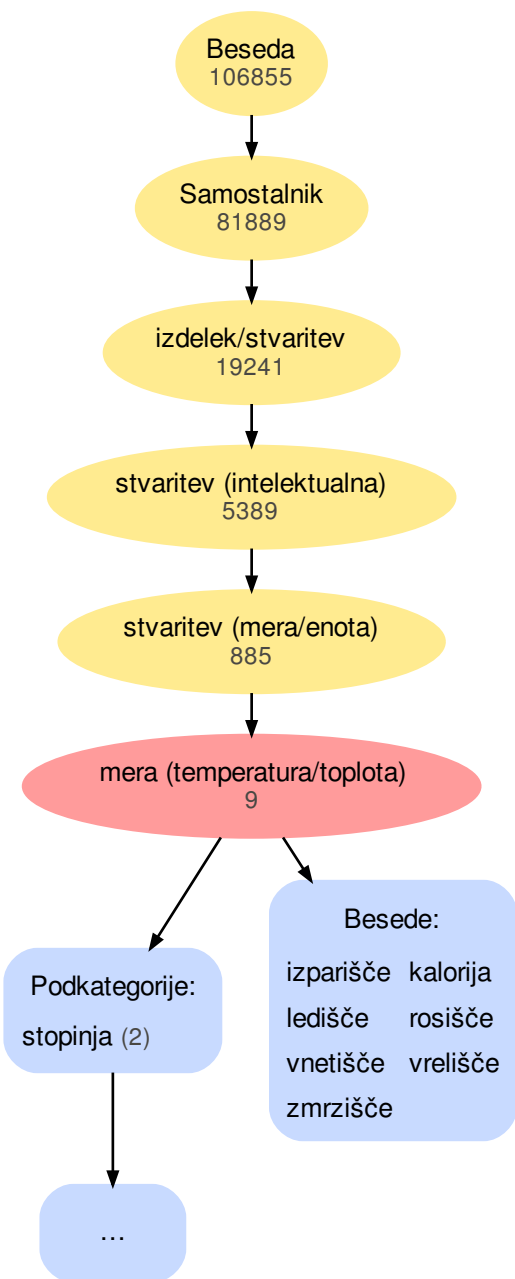 Beseda
106855
Samostalnik
81889
izdelek/stvaritev
19241
stvaritev (intelektualna)
5389
stvaritev (mera/enota)
885
mera (temperatura/toplota)
9
Podkategorije:
stopinja (2)
...
Besede:
izparišče kalorija
ledišče rosišče
vnetišče vrelišče
zmrzišče